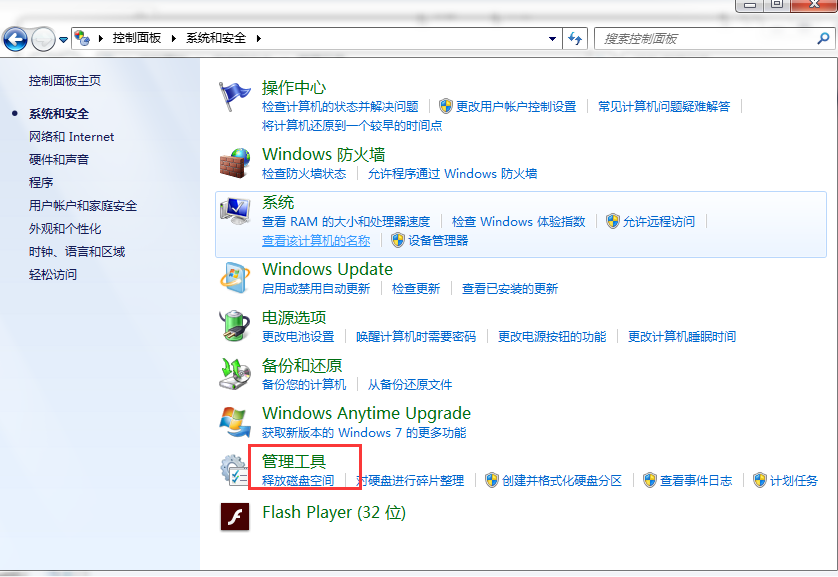 控制面板 系统和安全 搜索控制面板
控制面板主页
系统和安全
网络和 Internet
硬件和声音
程序
用户帐户和家庭安全
外观和个性化
时钟、语言和区域
轻松访问
操作中心
检查计算机的状态并解决问题 更改用户帐户控制设置 常见计算机问题疑难解答
将计算机还原到一个较早的时间点
Windows 防火墙
检查防火墙状态 允许程序通过 Windows 防火墙
系统
查看 RAM 的大小和处理器速度 检查 Windows 体验指数 允许远程访问
查看该计算机的名称 设备管理器
Windows Update
启用或禁用自动更新 检查更新 查看已安装的更新
电源选项
更改电池设置 唤醒计算机时需要密码 更改电源按钮的功能 更改计算机睡眠时间
备份和还原
备份您的计算机 从备份还原文件
Windows Anytime Upgrade
获取新版本的 Windows 7 的更多功能
管理工具
释放磁盘空间 对硬盘进行碎片整理 创建并格式化硬盘分区 查看事件日志 计划任务
Flash Player (32 位)